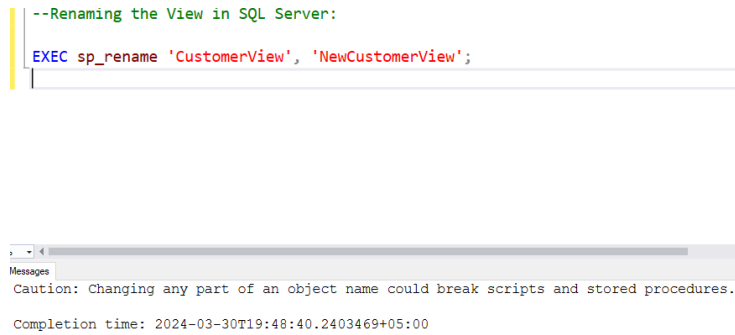 --Renaming the View in SQL Server:
EXEC sp_rename 'CustomerView', 'NewCustomerView';
Messages
Caution: Changing any part of an object name could break scripts and stored procedures.
Completion time: 2024-03-30T19:48:40.2403469+05:00